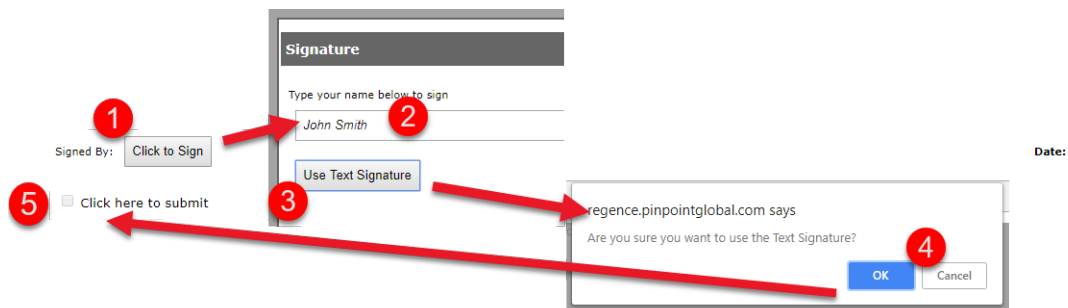 Signature
Type your name below to sign
1
2
John Smith
Signed By: Click to Sign
Date:
Use Text Signature
3
5
Click here to submit
regence.pinpointglobal.com says
Are you sure you want to use the Text Signature?
4
OK Cancel